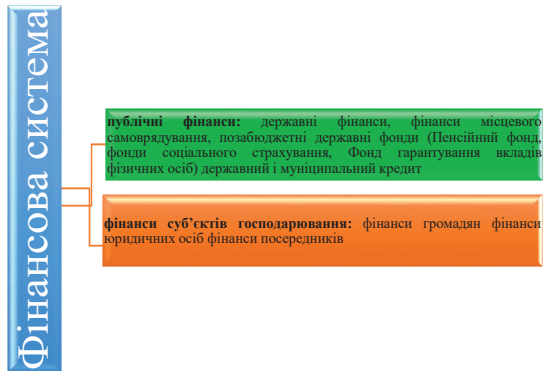 Фінансова система
публічні фінанси: державні фінанси, фінанси місцевого
самоврядування, позабюджетні державні фонди (Пенсійний фонд,
фонди соціального страхування, Фонд гарантування вкладів
фізичних осіб) державний і муніципальний кредит
фінанси суб’єктів господарювання: фінанси громадян фінанси
юридичних осіб фінанси посередників